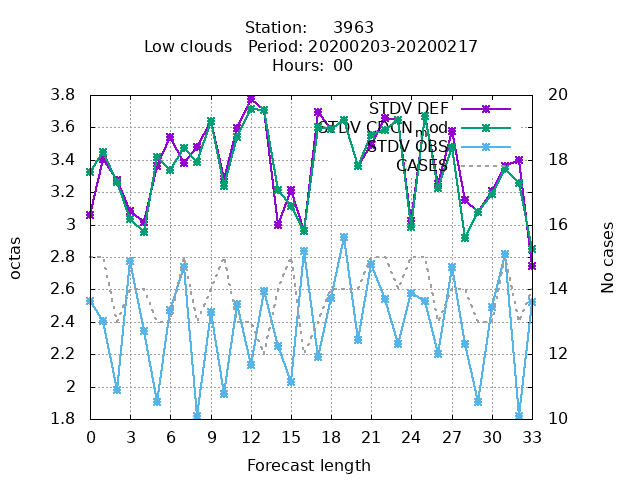 Station: 3963
Low clouds Period: 20200203-20200217
Hours: 00
3.8
3.6
3.4
3.2
3
2.8
2.6
2.4
2.2
2
1.8
octas
20
18
16
14
12
10
No cases
STDV DEF
STDV CDCN_mod
STDV OBS
CASES
0 3 6 9 12 15 18 21 24 27 30 33
Forecast length